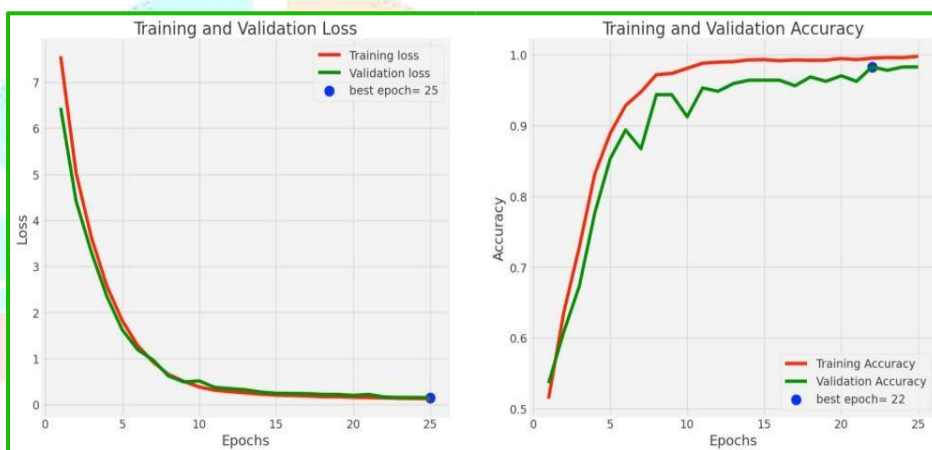 Training and Validation Loss
Training loss
Validation loss
best epoch= 25
7
6
5
4
3
2
1
0
Loss
0
5
10
15
20
25
Epochs
Training and Validation Accuracy
1.0
0.9
0.8
0.7
0.6
0.5
Accuracy
Training Accuracy
Validation Accuracy
best epoch= 22
0
5
10
15
20
25
Epochs